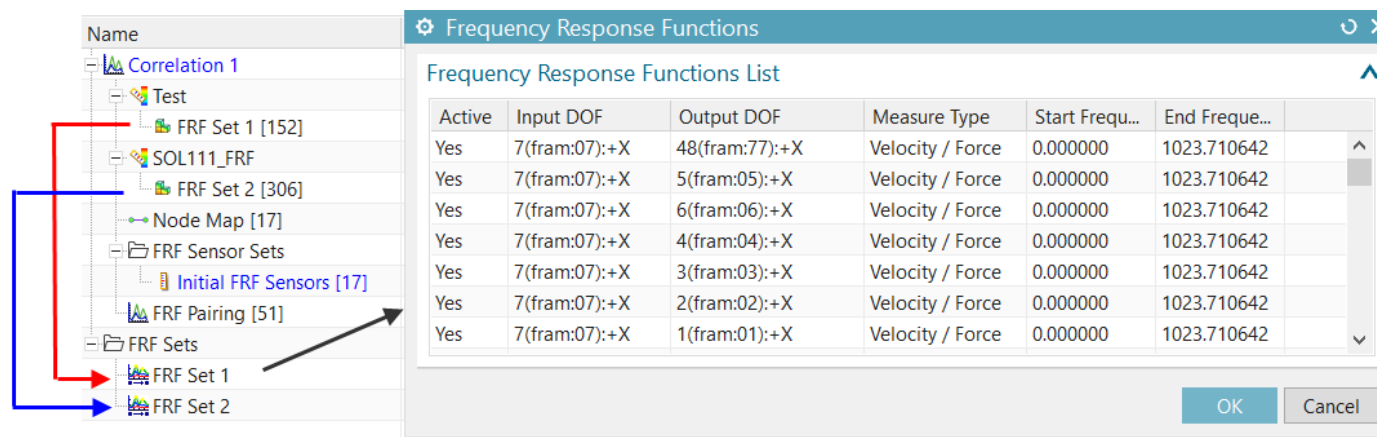 Name
Correlation 1
Test
FRF Set 1 [152]
SOL111_FRF
FRF Set 2 [306]
Node Map [17]
FRF Sensor Sets
Initial FRF Sensors [17]
FRF Pairing [51]
FRF Sets
FRF Set 1
FRF Set 2
Frequency Response Functions
Frequency Response Functions List
Active Input DOF Output DOF Measure Type Start Frequ... End Freque...
Yes 7(fram:07):+X 48(fram:77):+X Velocity / Force 0.000000 1023.710642
Yes 7(fram:07):+X 5(fram:05):+X Velocity / Force 0.000000 1023.710642
Yes 7(fram:07):+X 6(fram:06):+X Velocity / Force 0.000000 1023.710642
Yes 7(fram:07):+X 4(fram:04):+X Velocity / Force 0.000000 1023.710642
Yes 7(fram:07):+X 3(fram:03):+X Velocity / Force 0.000000 1023.710642
Yes 7(fram:07):+X 2(fram:02):+X Velocity / Force 0.000000 1023.710642
Yes 7(fram:07):+X 1(fram:01):+X Velocity / Force 0.000000 1023.710642
OK Cancel